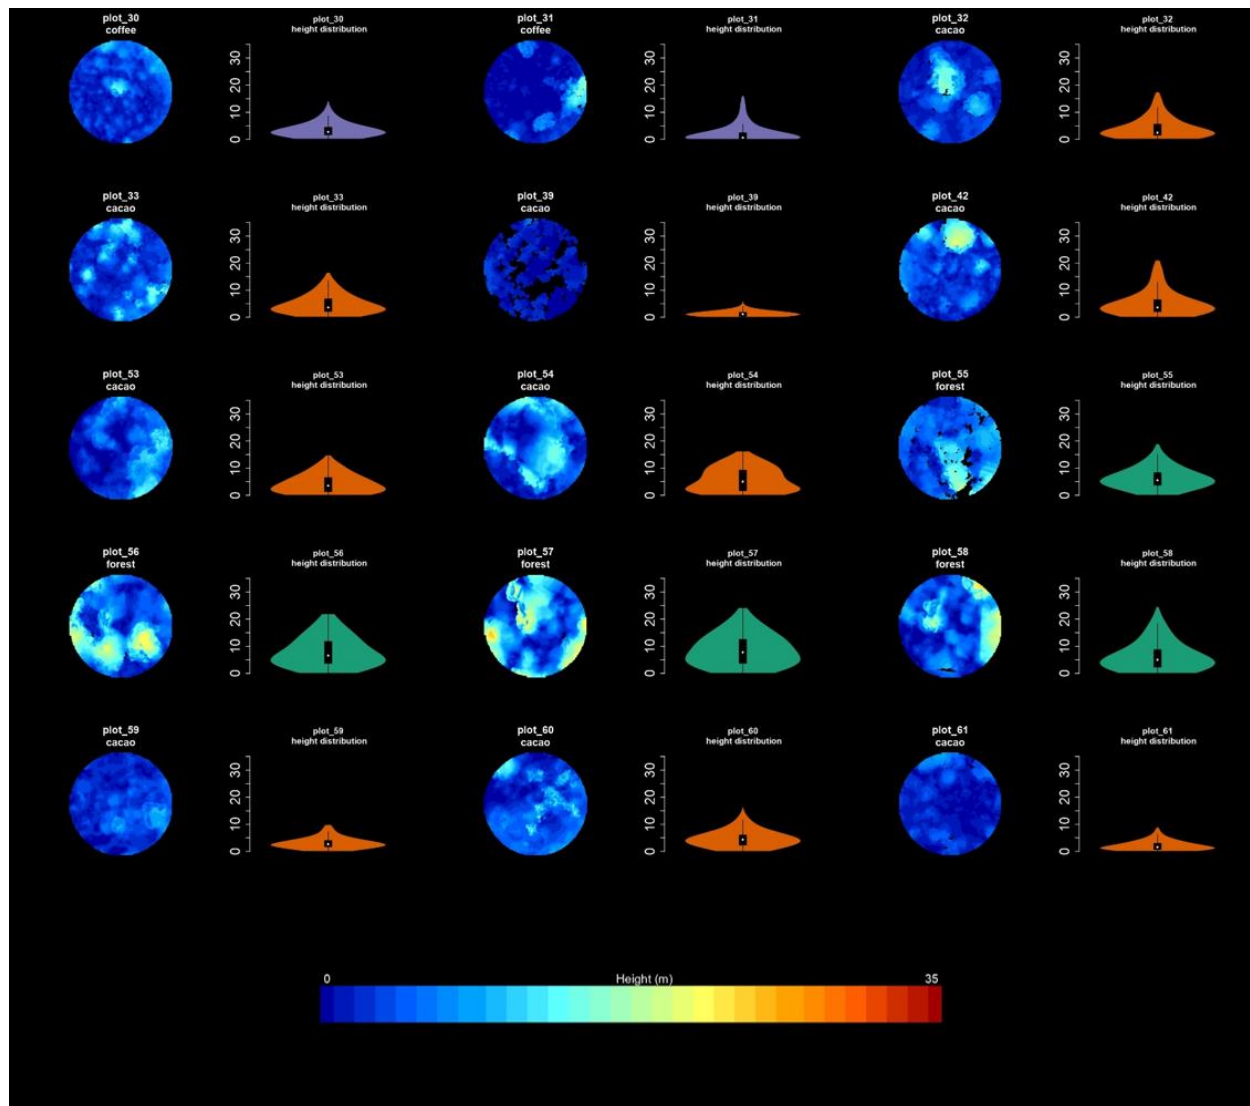 plot_30
coffee
plot_30
height distribution
0 10 20 30
plot_31
coffee
plot_31
height distribution
0 10 20 30
plot_32
cacao
plot_32
height distribution
0 10 20 30
plot_33
cacao
plot_33
height distribution
0 10 20 30
plot_39
cacao
plot_39
height distribution
0 10 20 30
plot_42
cacao
plot_42
height distribution
0 10 20 30
plot_53
cacao
plot_53
height distribution
0 10 20 30
plot_54
cacao
plot_54
height distribution
0 10 20 30
plot_55
forest
plot_55
height distribution
0 10 20 30
plot_56
forest
plot_56
height distribution
0 10 20 30
plot_57
forest
plot_57
height distribution
0 10 20 30
plot_58
forest
plot_58
height distribution
0 10 20 30
plot_59
cacao
plot_59
height distribution
0 10 20 30
plot_60
cacao
plot_60
height distribution
0 10 20 30
plot_61
cacao
plot_61
height distribution
0 10 20 30
0 Height (m) 35